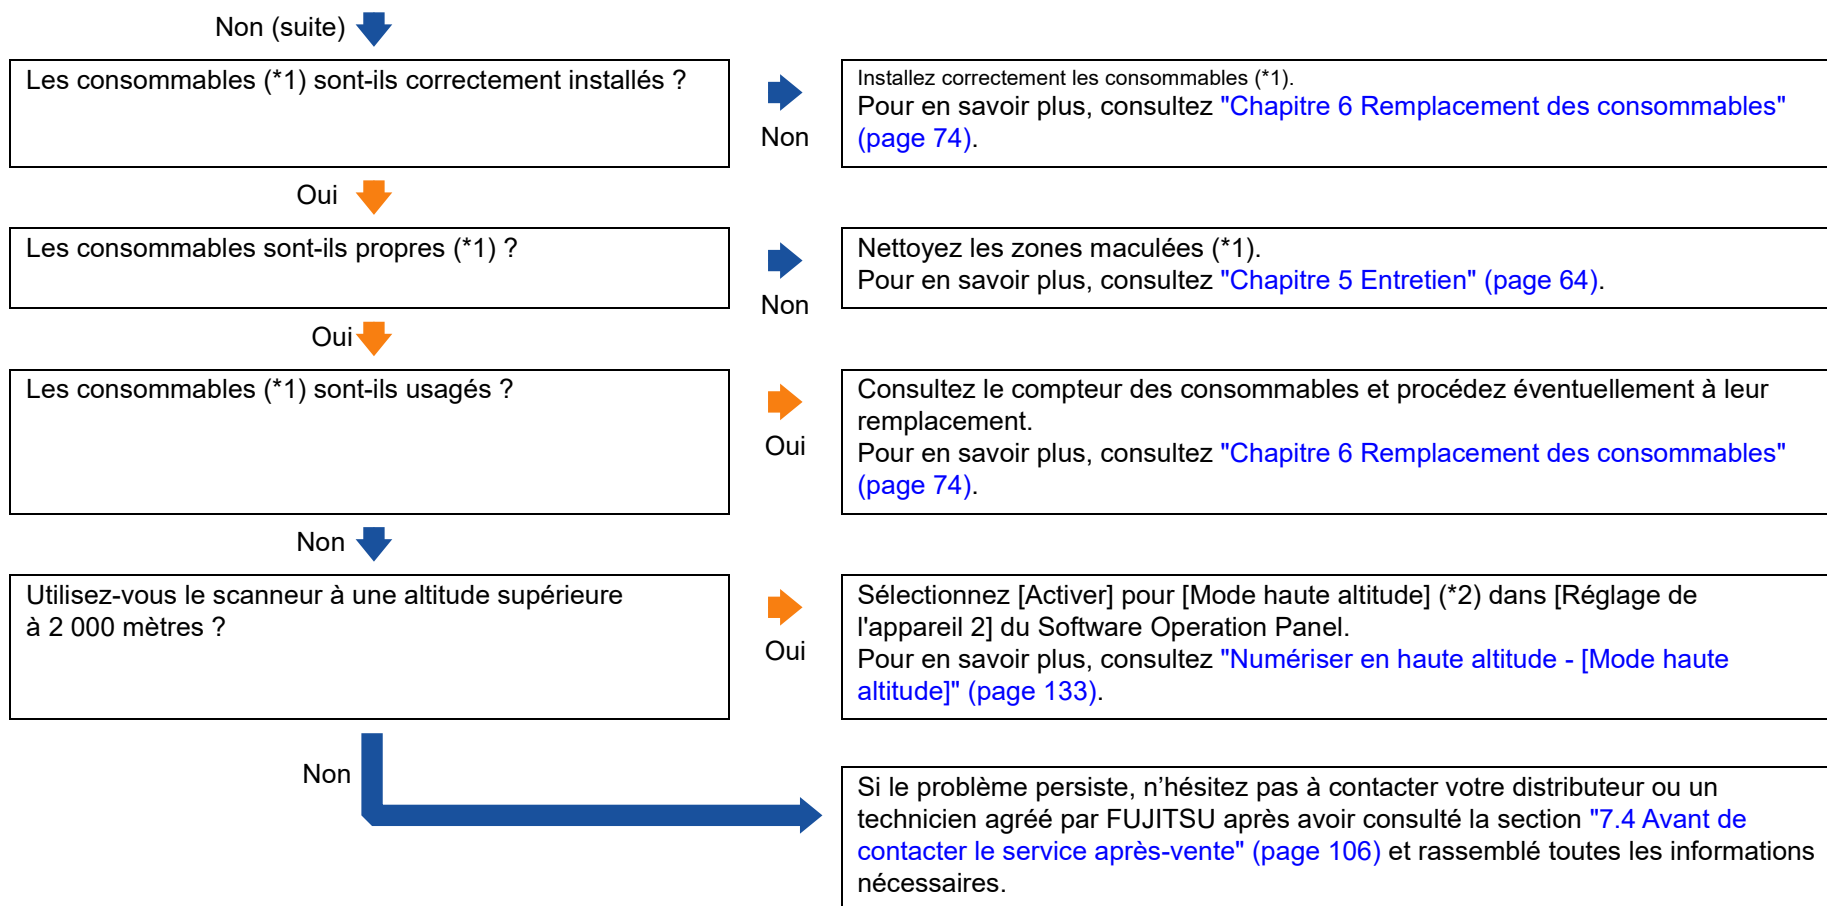 Non (suite)
Les consommables (*1) sont-ils correctement installés ?
Non
Installez correctement les consommables (*1).
Pour en savoir plus, consultez "Chapitre 6 Remplacement des consommables"
(page 74).
Oui
Les consommables sont-ils propres (*1) ?
Non
Nettoyez les zones maculées (*1).
Pour en savoir plus, consultez "Chapitre 5 Entretien" (page 64).
Oui
Les consommables (*1) sont-ils usagés ?
Oui
Consultez le compteur des consommables et procédez éventuellement à leur
remplacement.
Pour en savoir plus, consultez "Chapitre 6 Remplacement des consommables"
(page 74).
Non
Utilisez-vous le scanneur à une altitude supérieure
à 2 000 mètres ?
Oui
Sélectionnez [Activer] pour [Mode haute altitude] (*2) dans [Réglage de
l'appareil 2] du Software Operation Panel.
Pour en savoir plus, consultez "Numériser en haute altitude - [Mode haute
altitude]" (page 133).
Non
Si le problème persiste, n’hésitez pas à contacter votre distributeur ou un
technicien agréé par FUJITSU après avoir consulté la section "7.4 Avant de
contacter le service après-vente" (page 106) et rassemblé toutes les informations
nécessaires.